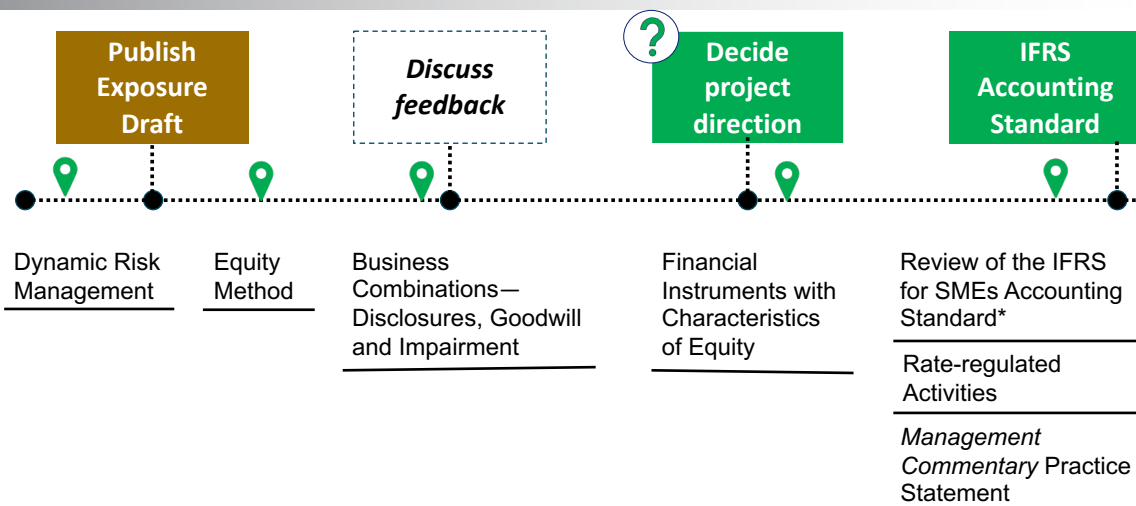 Publish
Exposure
Draft
Discuss
feedback
?
Decide
project
direction
IFRS
Accounting
Standard
Dynamic Risk
Management
Equity
Method
Business
Combinations—
Disclosures, Goodwill
and Impairment
Financial
Instruments with
Characteristics
of Equity
Review of the IFRS
for SMEs Accounting
Standard*
Rate-regulated
Activities
Management
Commentary Practice
Statement